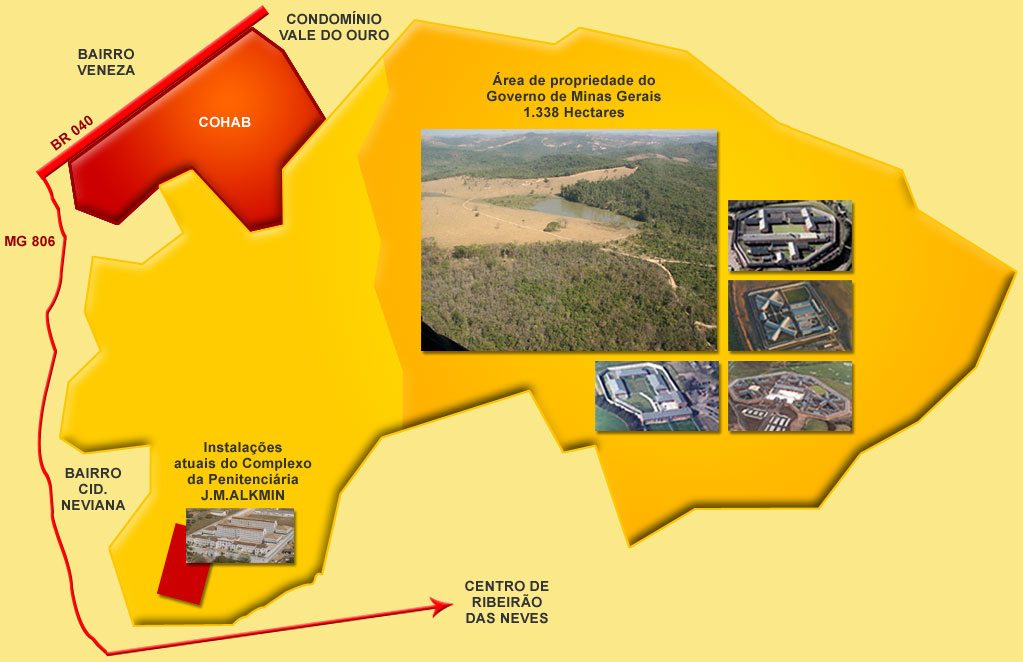 CONDOMÍNIO
VALE DO OURO
BAIRRO
VENEZA
BR 040
COHAB
Área de propriedade do
Governo de Minas Gerais
1.338 Hectares
MG 806
Instalações
atuais do Complexo
da Penitenciária
J.M.ALKMIN
BAIRRO
CID.
NEVIANA
CENTRO DE
RIBEIRÃO
DAS NEVES